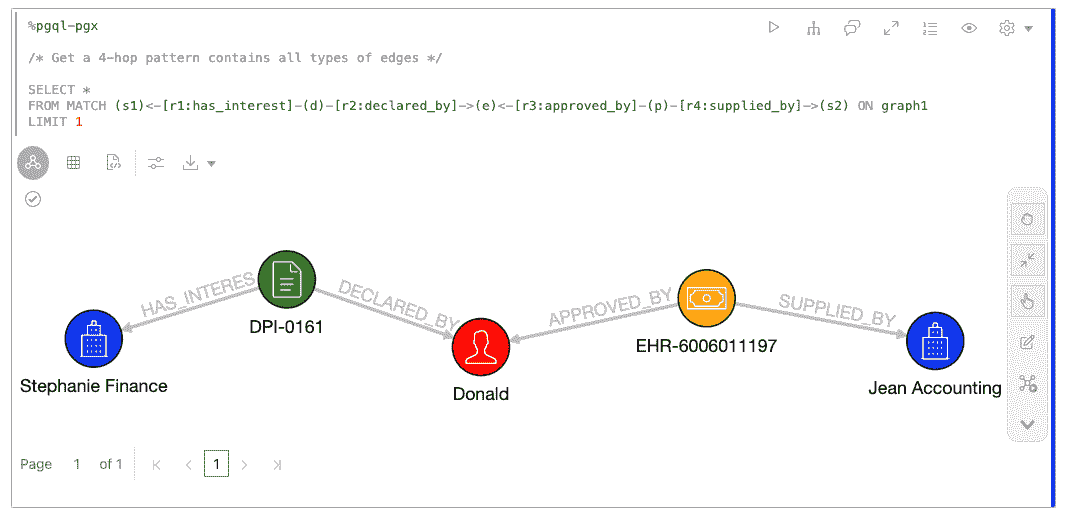 %pgql-pgx
/* Get a 4-hop pattern contains all types of edges */
SELECT *
FROM MATCH (s1)<-[r1:has_interest]-(d)-[r2:declared_by]->(e)<-[r3:approved_by]-(p)-[r4:supplied_by]->(s2) ON graph1
LIMIT 1
HAS_INTERES
DECLARED_BY
APPROVED_BY
SUPPLIED_BY
DPI-0161
EHR-6006011197
Stephanie Finance
Donald
Jean Accounting
Page 1 of 1
1